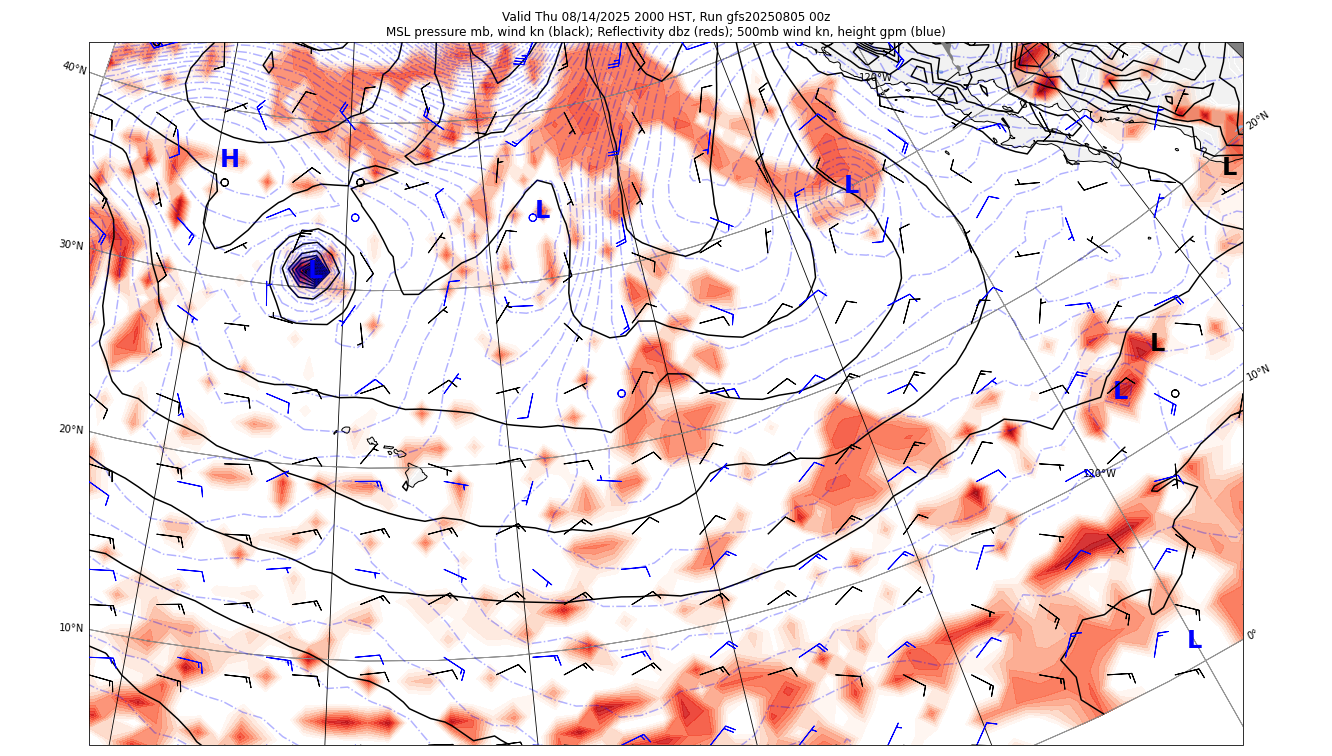 Valid Thu 08/14/2025 2000 HST, Run gfs20250805 00z
MSL pressure mb, wind kn (black); Reflectivity dbz (reds); 500mb wind kn, height gpm (blue)
40°N
120°W
20°N
H
L
L
L
30°N
L
L
10°N
L
20°N
120°W
10°N
0°
L